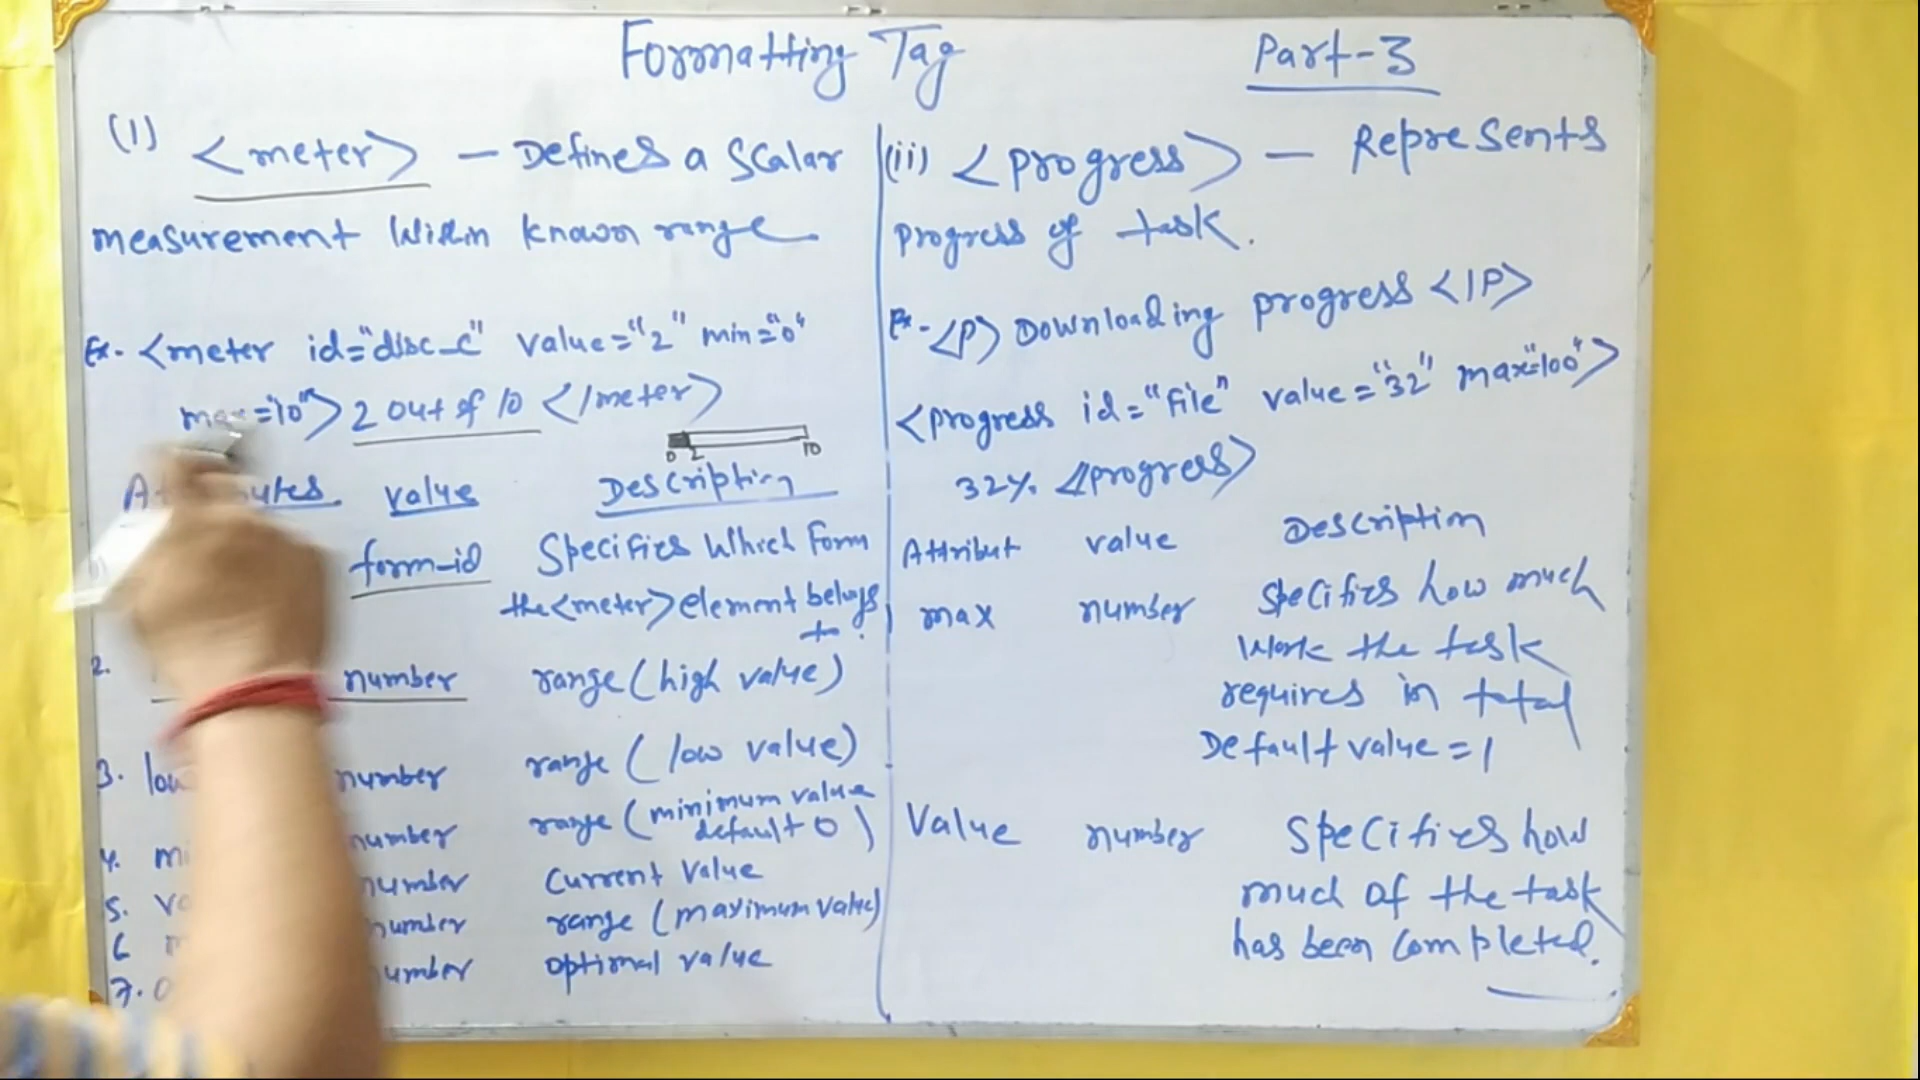 Formatting Tag
Part-3
(1) <meter> - Defines a Scalar
measurement within known range
Ex. <meter id="disc_c" value="2" min="0"
max="10"> 2 out of 10 </meter>
0 2 10
value Description
form_id Specifies which form
the <meter> element belongs
to.
2. number range (high value)
3. number range (low value)
4. number range (minimum value
default 0)
5. number Current value
6 number range (maximum value)
7. number optimal value
(ii) <progress> - Represents
progress of task.
Ex- <P> Downloading progress </P>
<progress id="file" value="32" max="100">
32%. </progress>
Attribut value Description
max number Specifies how much
work the task
requires in total
Default value = 1
Value number Specifies how
much of the task
has been completed.